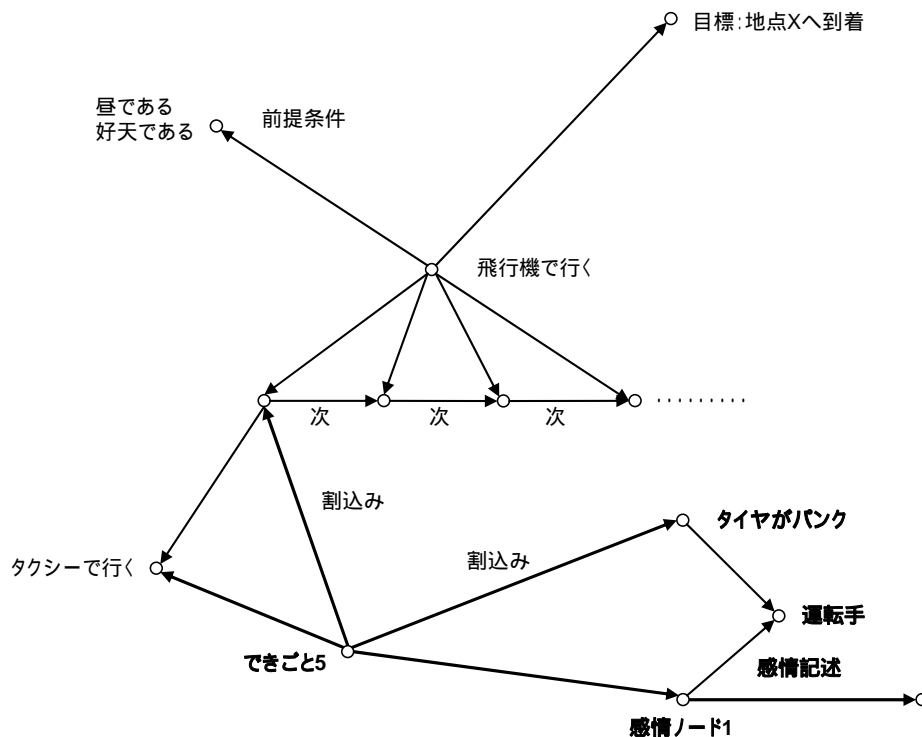 目標:地点Xへ到着
昼である
好天である
前提条件
飛行機で行く
次
次
次
・・・・・・・・・
割込み
タイヤがパンク
割込み
タクシーで行く
運転手
できごと5
感情記述
感情ノード1